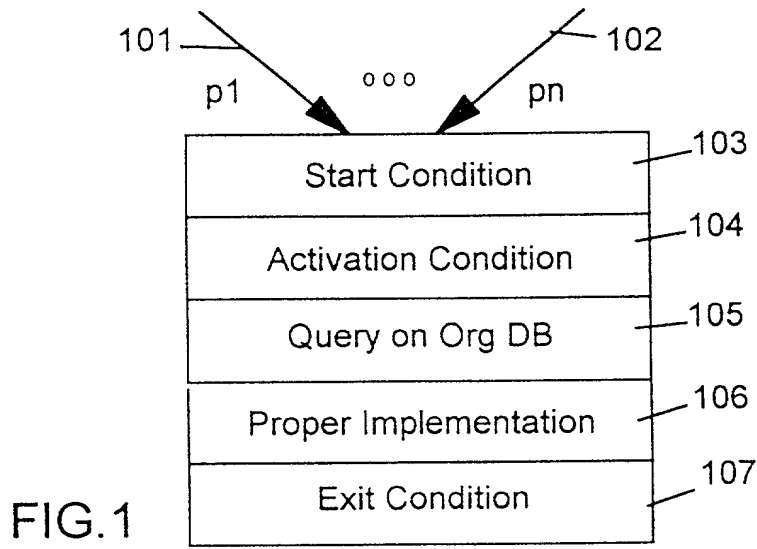 101
102
p1
ooo
pn
Start Condition
103
Activation Condition
104
Query on Org DB
105
Proper Implementation
106
Exit Condition
107
FIG.1